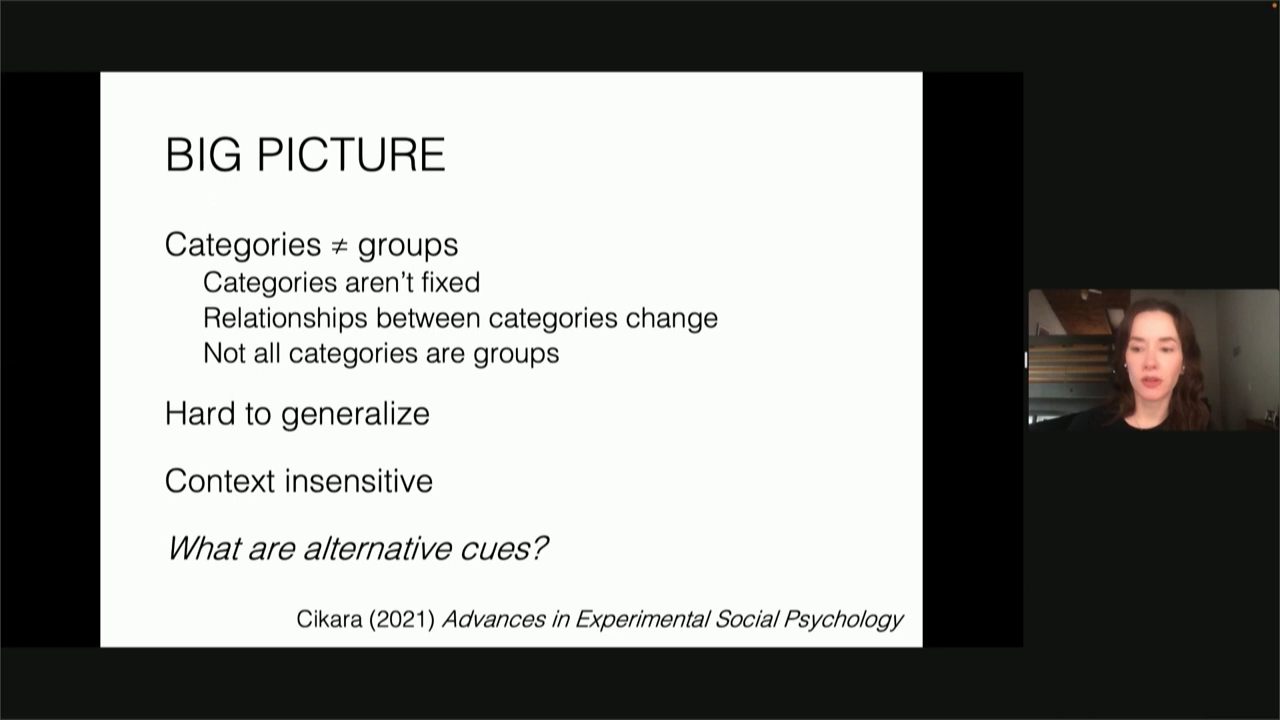 BIG PICTURE
Categories ≠ groups
Categories aren't fixed
Relationships between categories change
Not all categories are groups
Hard to generalize
Context insensitive
What are alternative cues?
Cikara (2021) Advances in Experimental Social Psychology